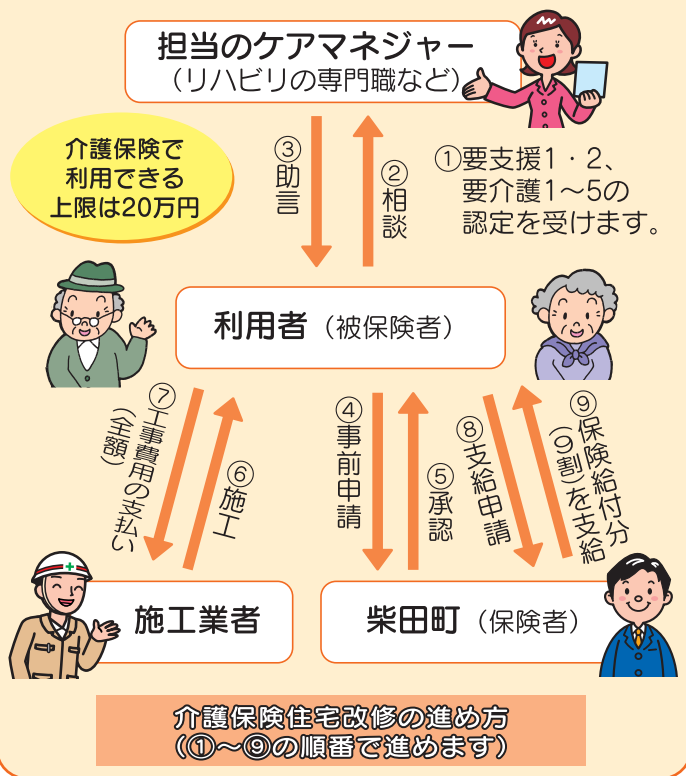 担当のケアマネジャー
（リハビリの専門職など）
介護保険で
利用できる
上限は20万円
③助言
②相談
①要支援1・2、
要介護1～5の
認定を受けます。
利用者（被保険者）
⑦工事費用の支払い
（全額）
⑥施工
④事前申請
⑤承認
⑧支給申請
⑨保険給付分
（9割）を支給
施工業者
柴田町（保険者）
介護保険住宅改修の進め方
（①～⑨の順番で進めます）